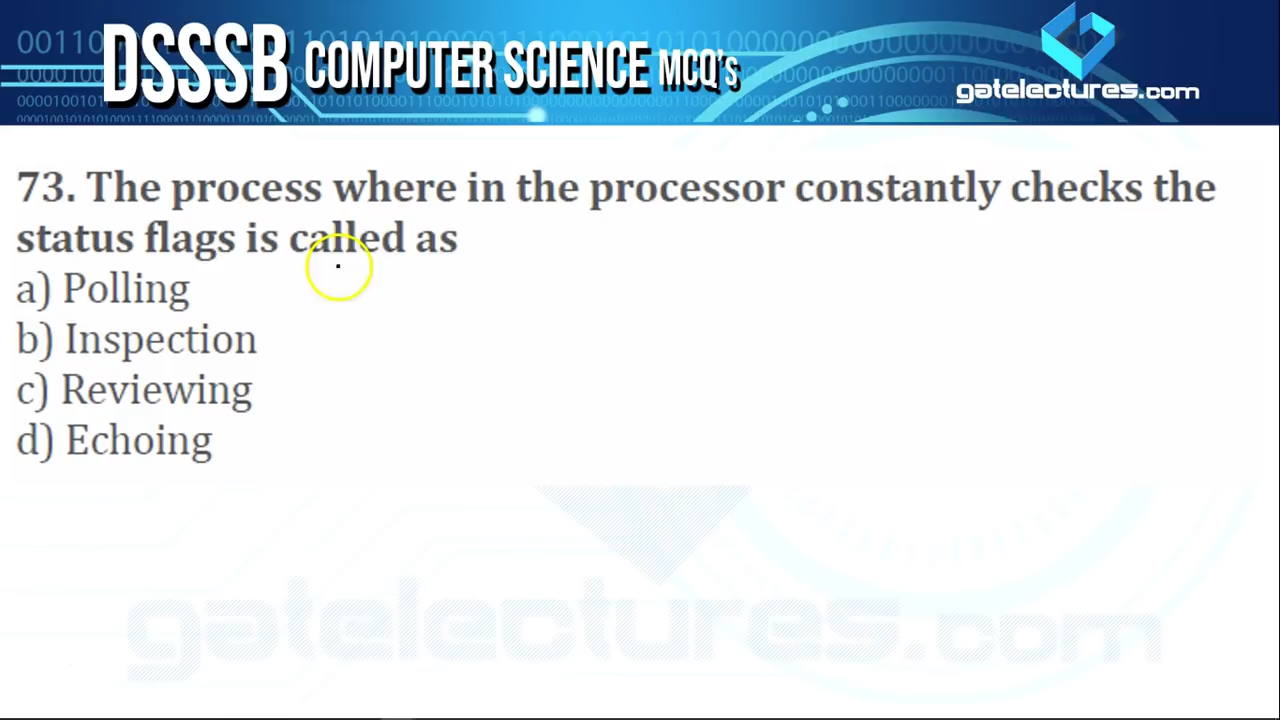 DSSSB COMPUTER SCIENCE MCQ's
gatelectures.com
73. The process where in the processor constantly checks the
status flags is called as
a) Polling
b) Inspection
c) Reviewing
d) Echoing
gatelectures.com